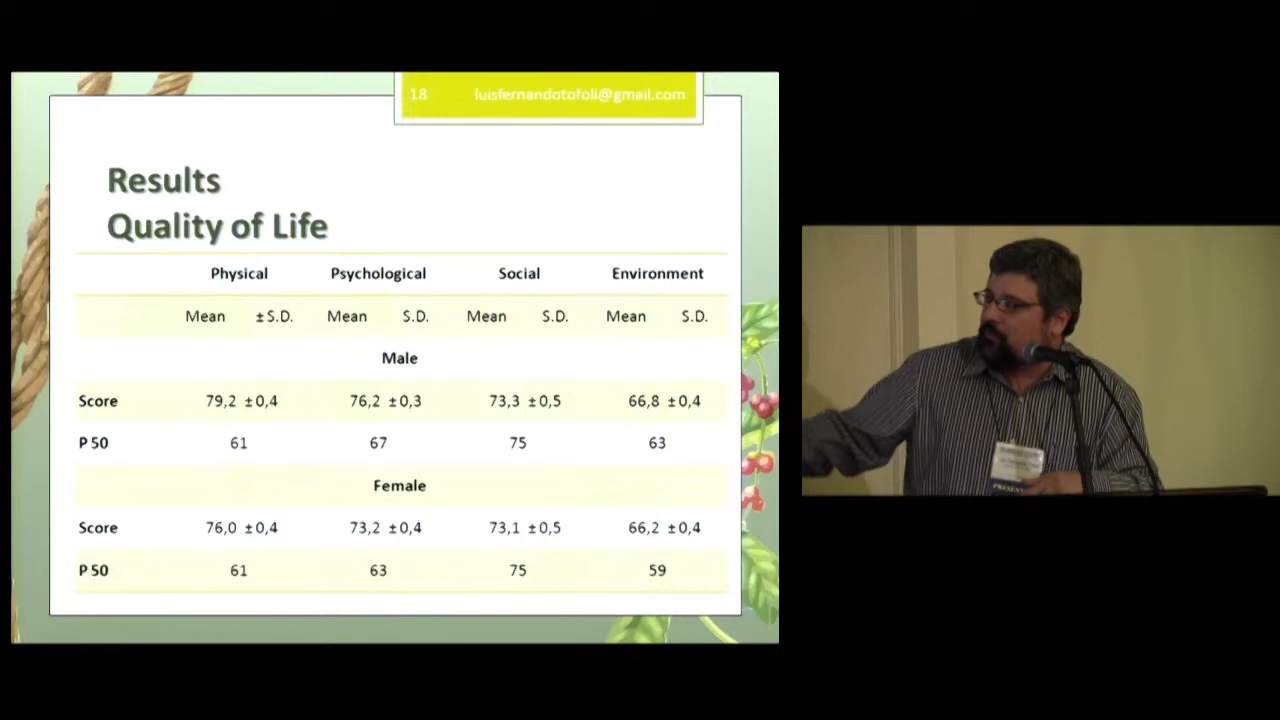 18 luisfernandotofoli@gmail.com
Results
Quality of Life
Physical Psychological Social Environment
Mean ± S.D. Mean S.D. Mean S.D. Mean S.D.
Male
Score 79,2 ±0,4 76,2 ±0,3 73,3 ±0,5 66,8 ±0,4
P 50 61 67 75 63
Female
Score 76,0 ±0,4 73,2 ±0,4 73,1 ±0,5 66,2 ±0,4
P 50 61 63 75 59